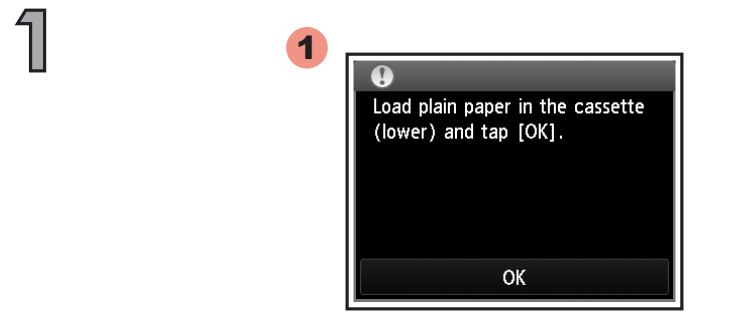 1
1
Load plain paper in the cassette
(lower) and tap [OK].
OK